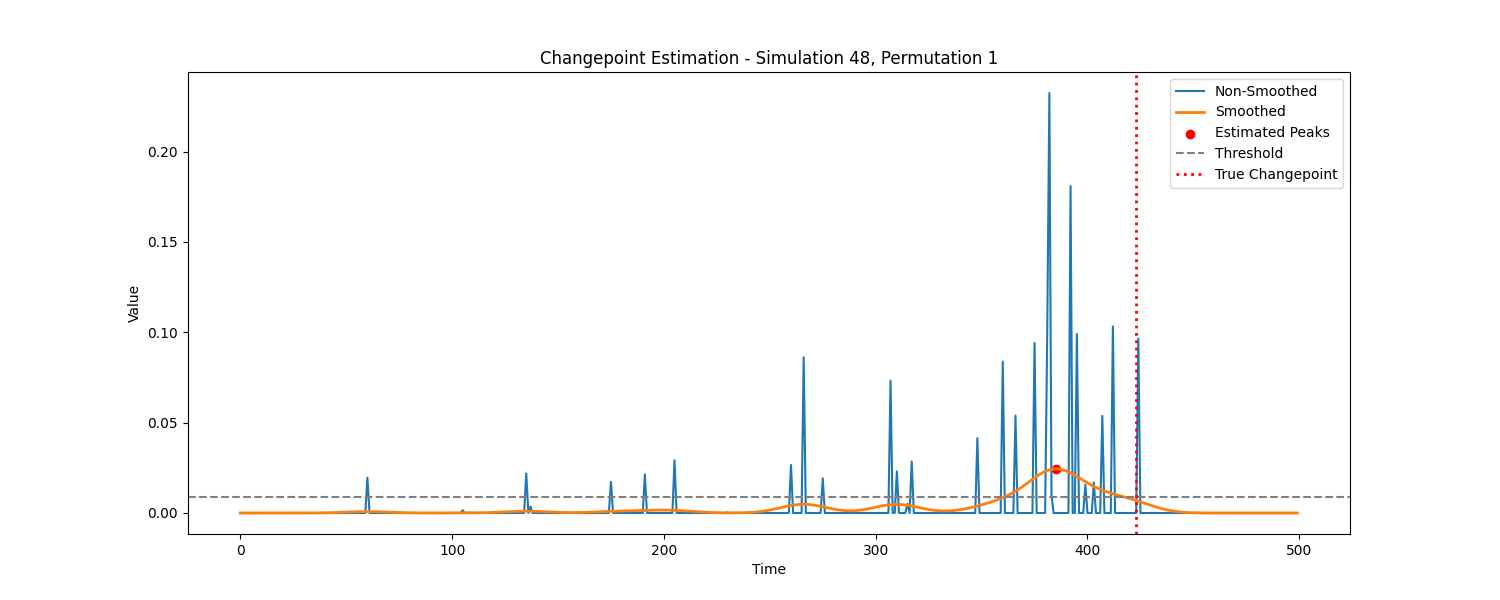 Changepoint Estimation - Simulation 48, Permutation 1
Non-Smoothed
Smoothed
Estimated Peaks
Threshold
True Changepoint
Value
0.20
0.15
0.10
0.05
0.00
0 100 200 300 400 500
Time